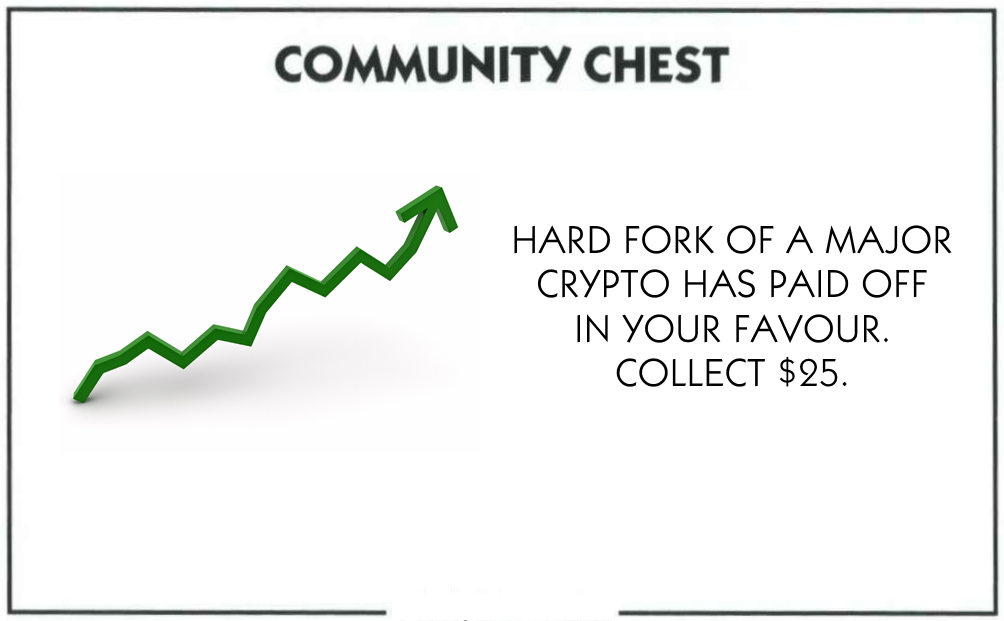 COMMUNITY CHEST
HARD FORK OF A MAJOR
CRYPTO HAS PAID OFF
IN YOUR FAVOUR.
COLLECT $25.